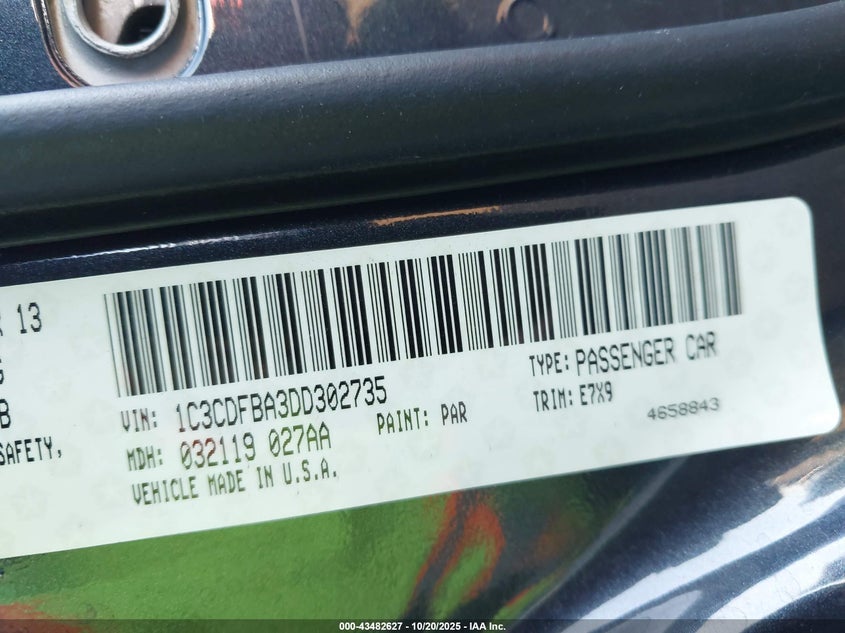 13
B
SAFETY,
VIN: 1C3CDFBA3DD302735
TYPE: PASSENGER CAR
MDH: 032119 027AA
PAINT: PAR
TRIM: E7X9
4658843
VEHICLE MADE IN U.S.A.
000-43482627 - 10/20/2025 - IAA Inc.